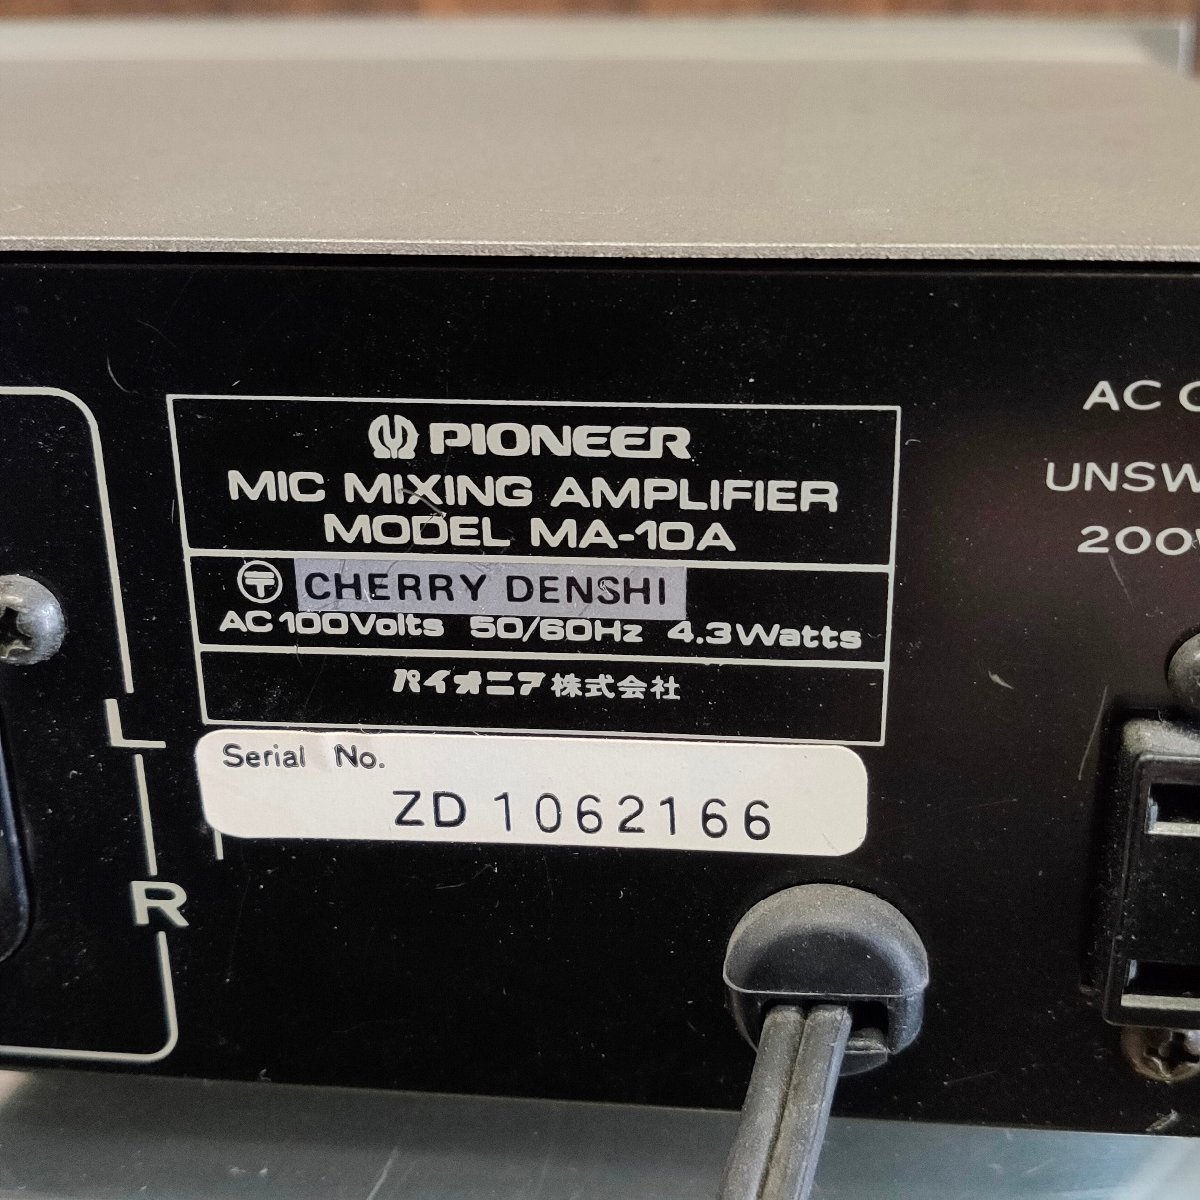 PIONEER
MIC MIXING AMPLIFIER
MODEL MA-10A
CHERRY DENSHI
AC 100Volts 50/60Hz 4.3Watts
パイオニア株式会社
Serial No.
ZD 1062166
L
R
AC
200